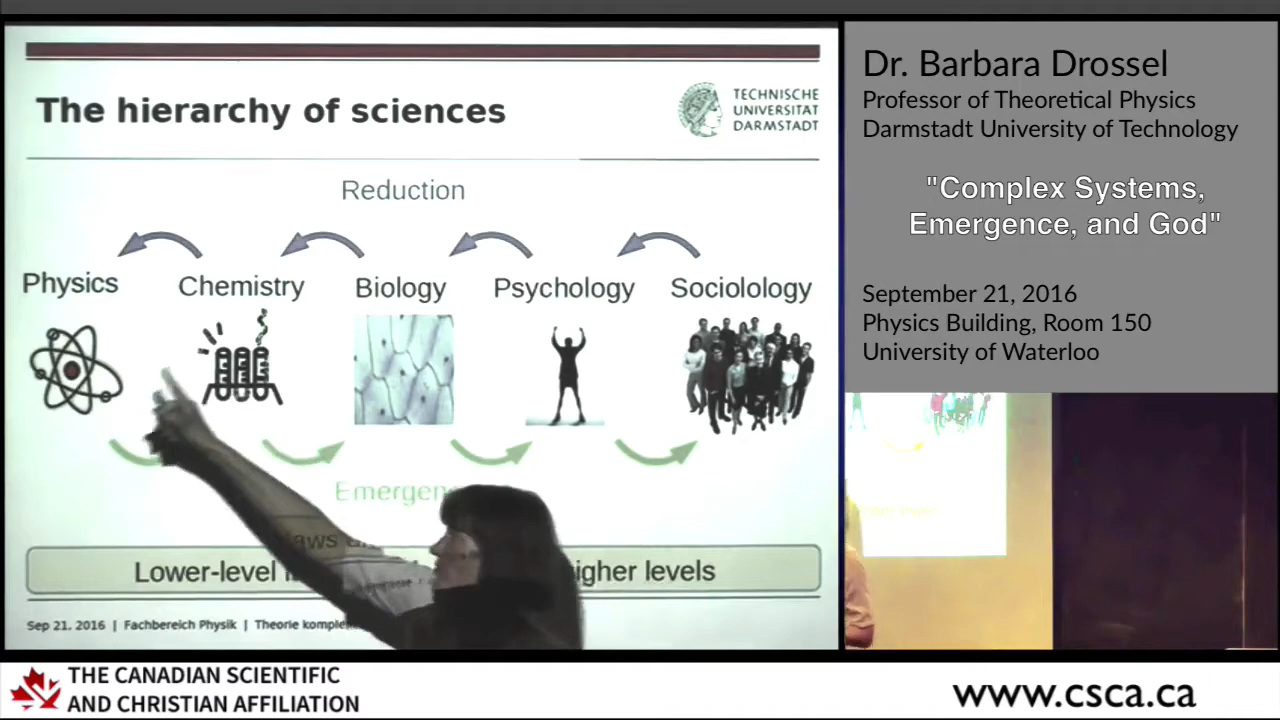 The hierarchy of sciences
TECHNISCHE
UNIVERSITÄT
DARMSTADT
Reduction
Physics
Chemistry
Biology
Psychology
Sociolology
Lower-level
higher levels
Sep 21, 2016 | Fachbereich Physik | Theorie
Dr. Barbara Drossel
Professor of Theoretical Physics
Darmstadt University of Technology
"Complex Systems,
Emergence, and God"
September 21, 2016
Physics Building, Room 150
University of Waterloo
THE CANADIAN SCIENTIFIC
AND CHRISTIAN AFFILIATION
www.csca.ca